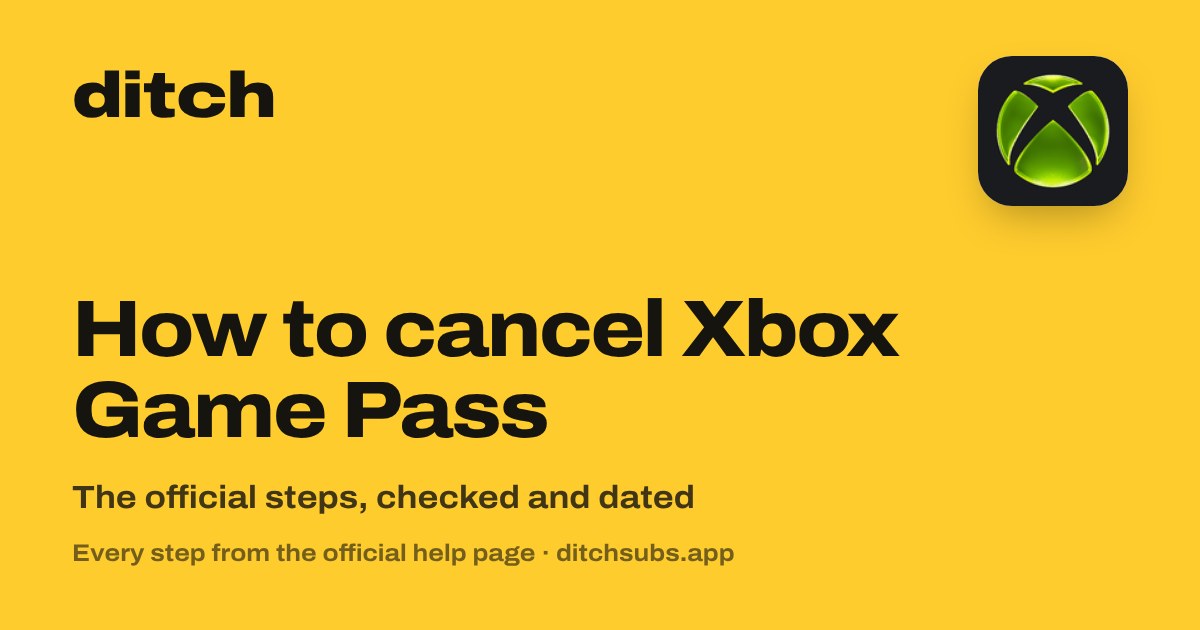 ditch
How to cancel Xbox
Game Pass
The official steps, checked and dated
Every step from the official help page · ditchsubs.app